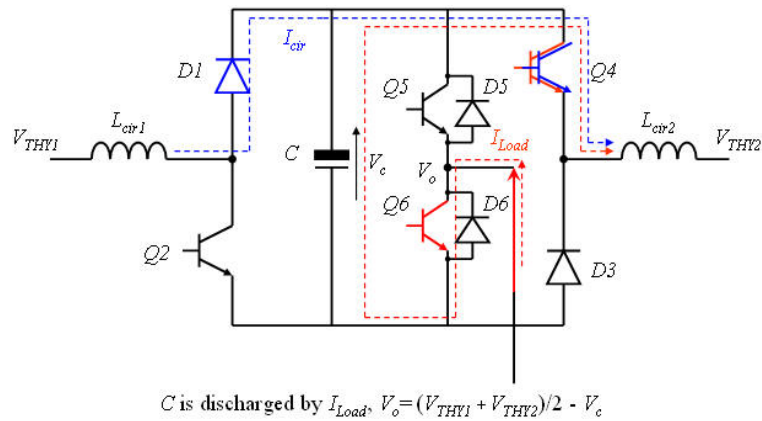 I_cir
D1
Q4
Q5
D5
L_cir1
L_cir2
V_THY1
I_Load
V_THY2
C
V_c
V_o
Q6
D6
Q2
D3
C is discharged by I_Load, V_o=(V_THY1 + V_THY2)/2 - V_c